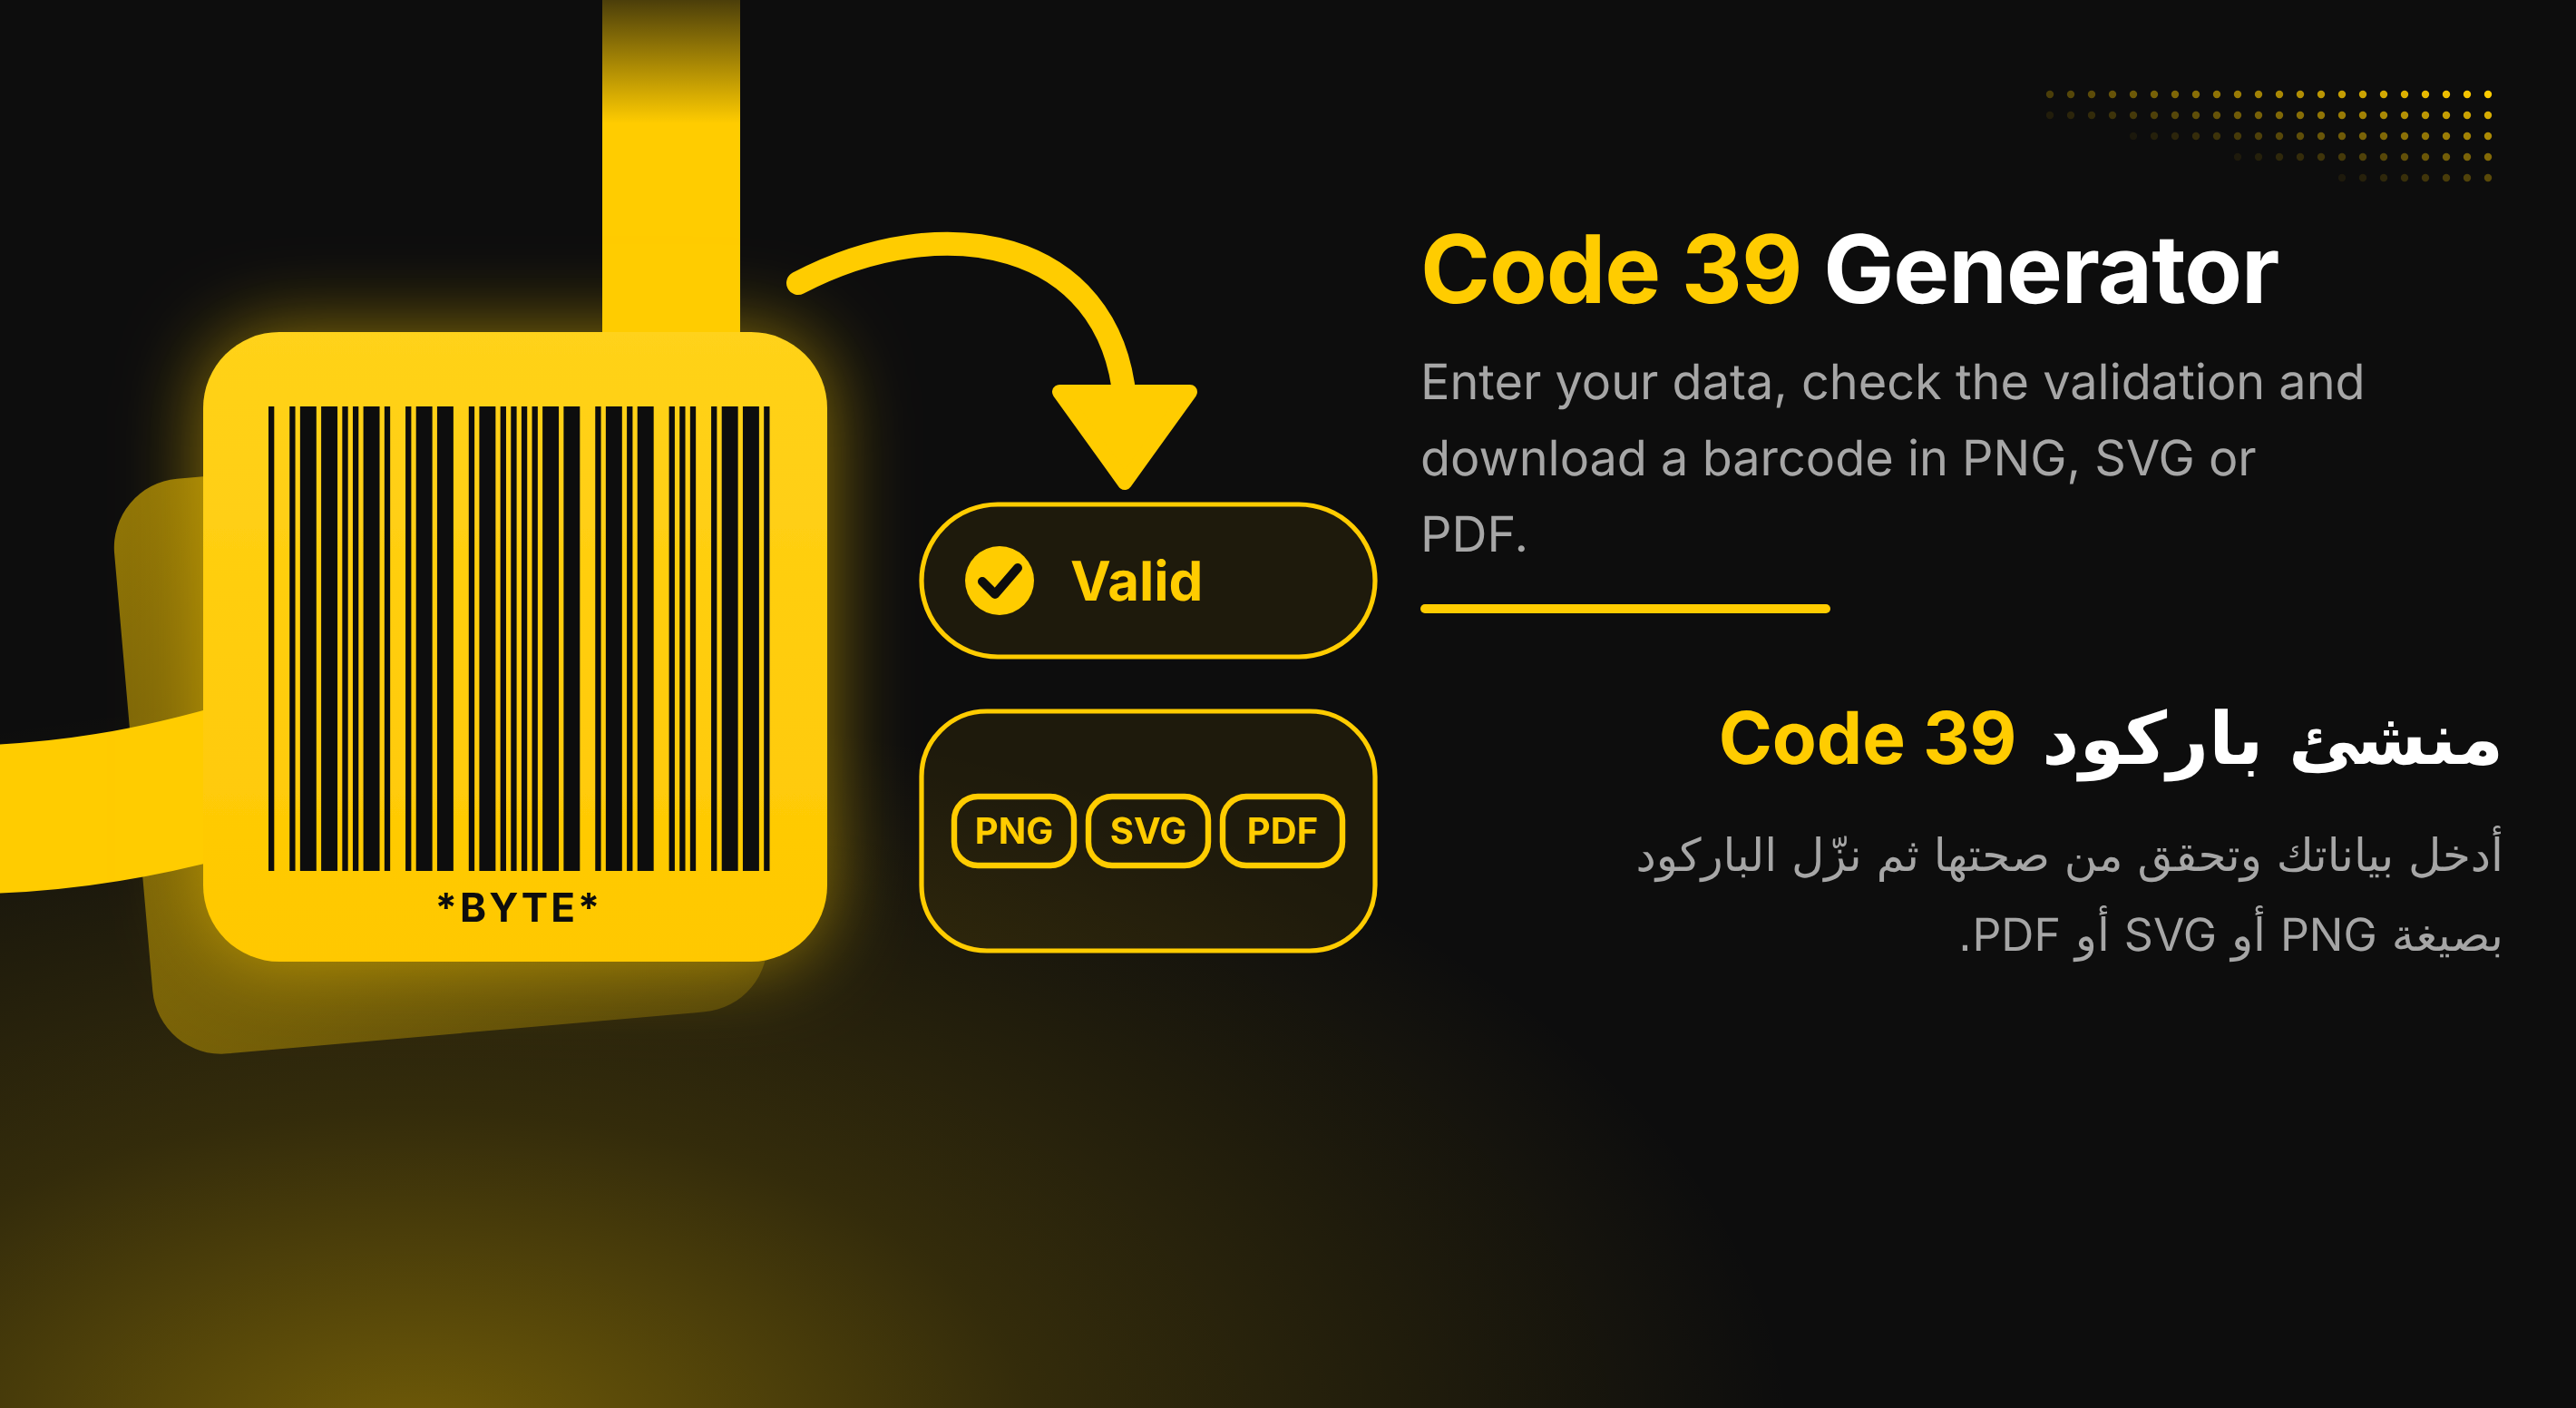 Code 39 Generator
Enter your data, check the validation and
download a barcode in PNG, SVG or
PDF.
*BYTE*
Valid
PNG SVG PDF
منشئ باركود Code 39
أدخل بياناتك وتحقق من صحتها ثم نزّل الباركود
بصيغة PNG أو SVG أو PDF.